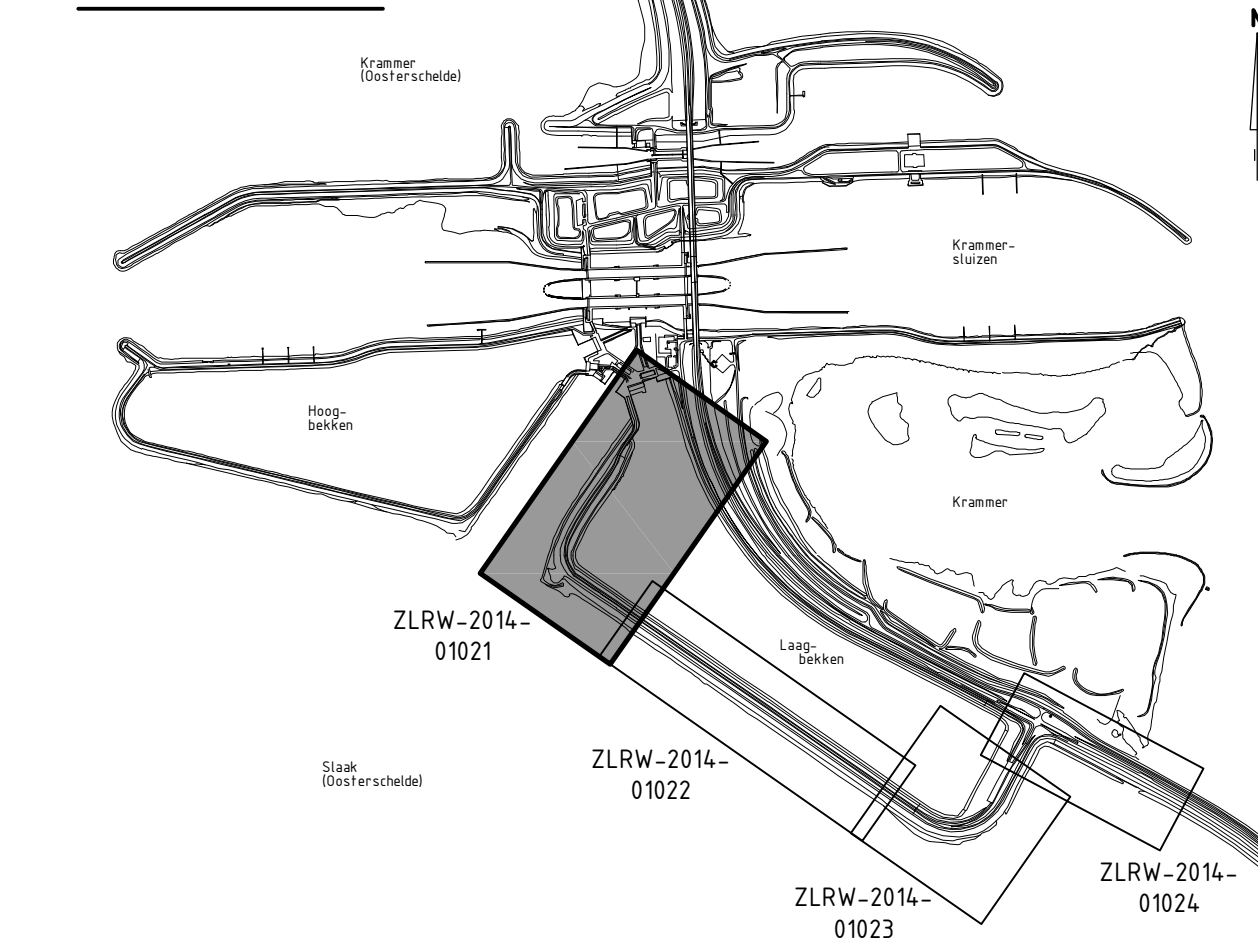 Krammer
(Oosterschelde)
Krammer-
sluizen
Hoog-
bekken
Krammer
ZLRW-2014-
01021
Laag-
bekken
ZLRW-2014-
01022
Slaak
(Oosterschelde)
ZLRW-2014-
01024
ZLRW-2014-
01023